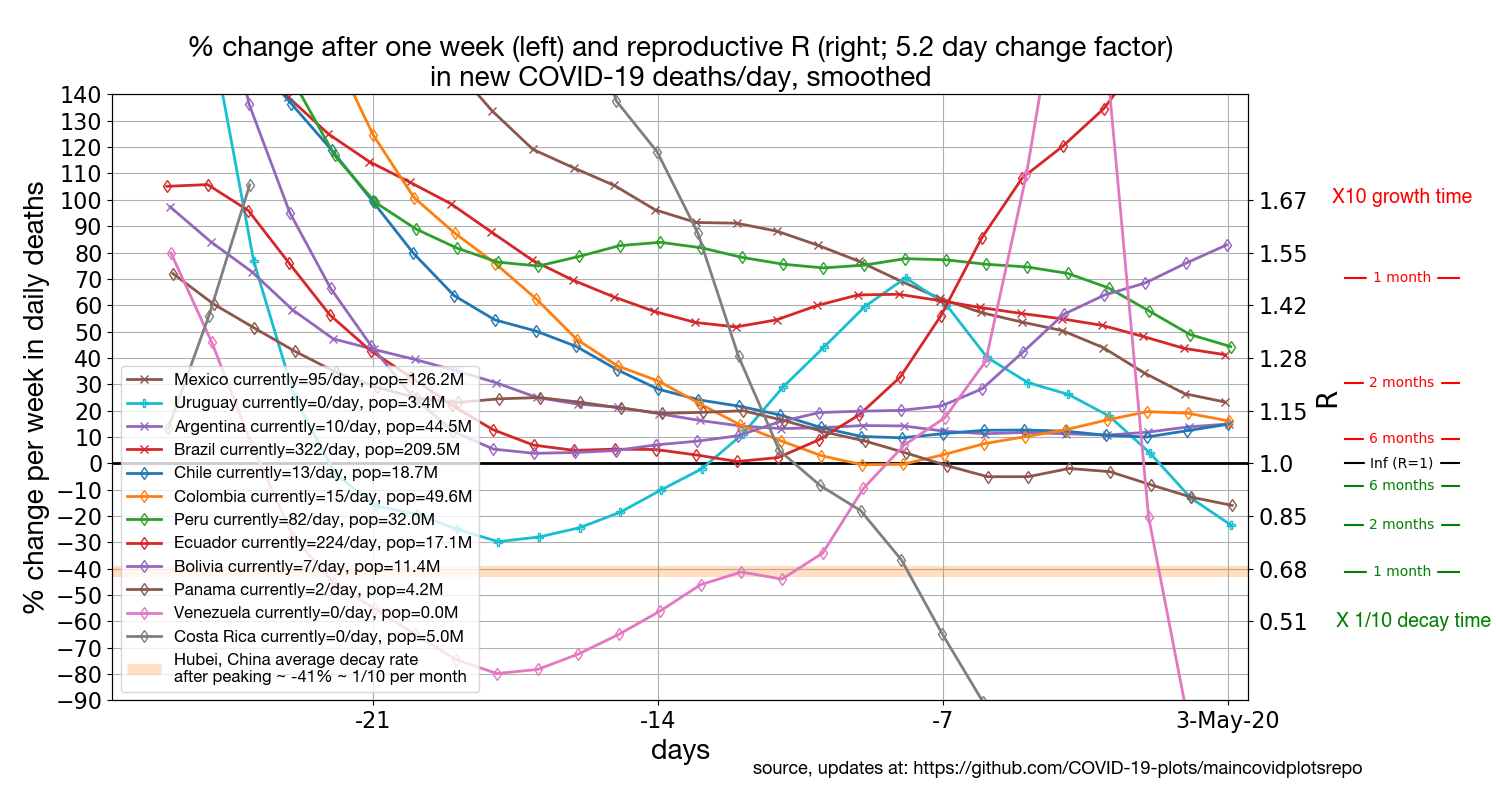 % change after one week (left) and reproductive R (right; 5.2 day change factor)
in new COVID-19 deaths/day, smoothed
% change per week in daily deaths
140
130
120
110
100
90
80
70
60
50
40
30
20
10
0
−10
−20
−30
−40
−50
−60
−70
−80
−90
Mexico currently=95/day, pop=126.2M
Uruguay currently=0/day, pop=3.4M
Argentina currently=10/day, pop=44.5M
Brazil currently=322/day, pop=209.5M
Chile currently=13/day, pop=18.7M
Colombia currently=15/day, pop=49.6M
Peru currently=82/day, pop=32.0M
Ecuador currently=224/day, pop=17.1M
Bolivia currently=7/day, pop=11.4M
Panama currently=2/day, pop=4.2M
Venezuela currently=0/day, pop=0.0M
Costa Rica currently=0/day, pop=5.0M
Hubei, China average decay rate
after peaking ~ -41% ~ 1/10 per month
-21
-14
-7
3-May-20
days
1.67
1.55
1.42
1.28
1.15
1.0
0.85
0.68
0.51
R
X10 growth time
1 month
2 months
6 months
Inf (R=1)
6 months
2 months
1 month
X 1/10 decay time
source, updates at: https://github.com/COVID-19-plots/maincovidplotsrepo